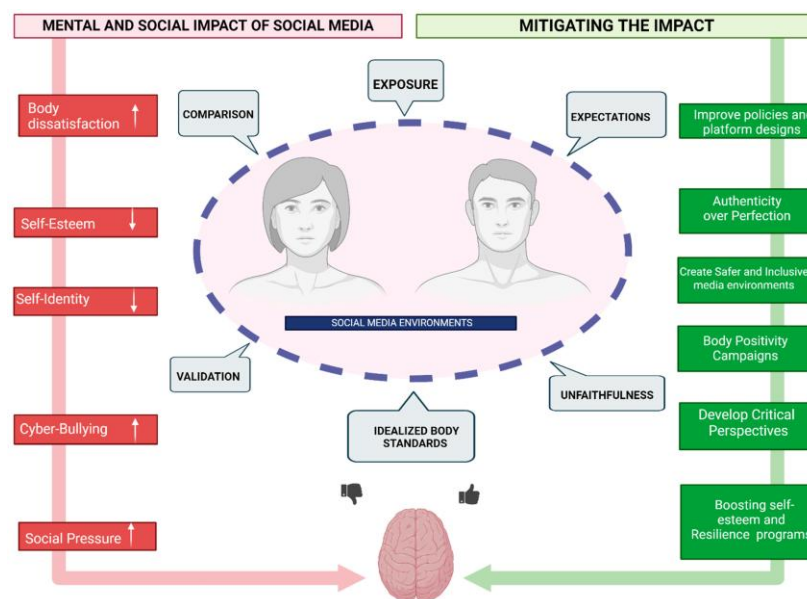 MENTAL AND SOCIAL IMPACT OF SOCIAL MEDIA
MITIGATING THE IMPACT
Body
dissatisfaction
Self-Esteem
Self-Identity
Cyber-Bullying
Social Pressure
EXPOSURE
COMPARISON
EXPECTATIONS
SOCIAL MEDIA ENVIRONMENTS
VALIDATION
UNFAITHFULNESS
IDEALIZED BODY
STANDARDS
Improve policies and
platform designs
Authenticity
over Perfection
Create Safer and Inclusive
media environments
Body Positivity
Campaigns
Develop Critical
Perspectives
Boosting self-
esteem and
Resilience programs